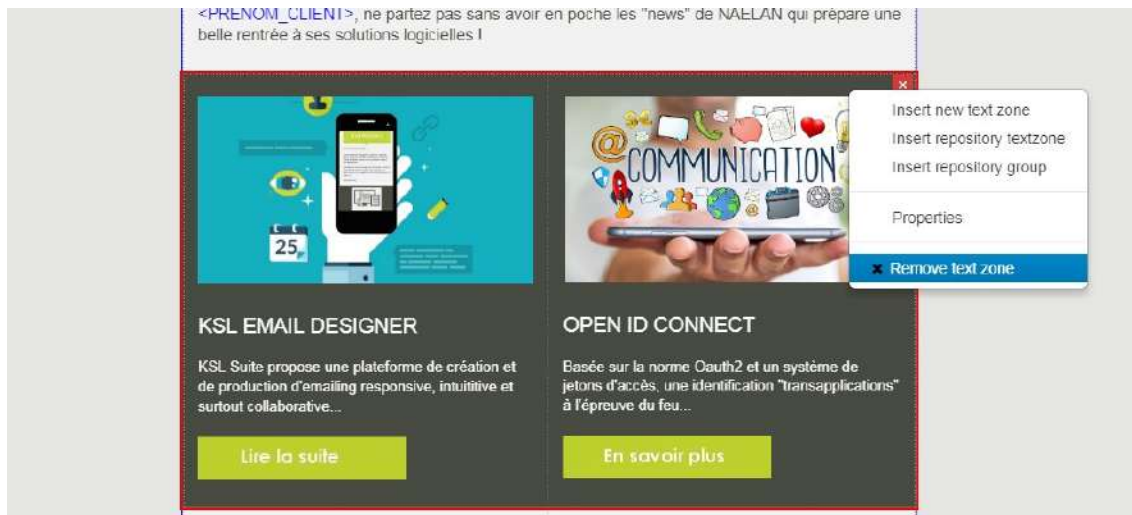 <PRENOM_CLIENT>, ne partez pas sans avoir en poche les "news" de NAELAN qui prépare une
belle rentrée à ses solutions logicielles !
COMMUNICATION
25
Insert new text zone
Insert repository textzone
Insert repository group
Properties
Remove text zone
KSL EMAIL DESIGNER
KSL Suite propose une plateforme de création et
de production d'emailing responsive, intuititive et
surtout collaborative...
Lire la suite
OPEN ID CONNECT
Basée sur la norme Oauth2 et un système de
jetons d'accès, une identification "transapplications"
à l'épreuve du feu...
En savoir plus